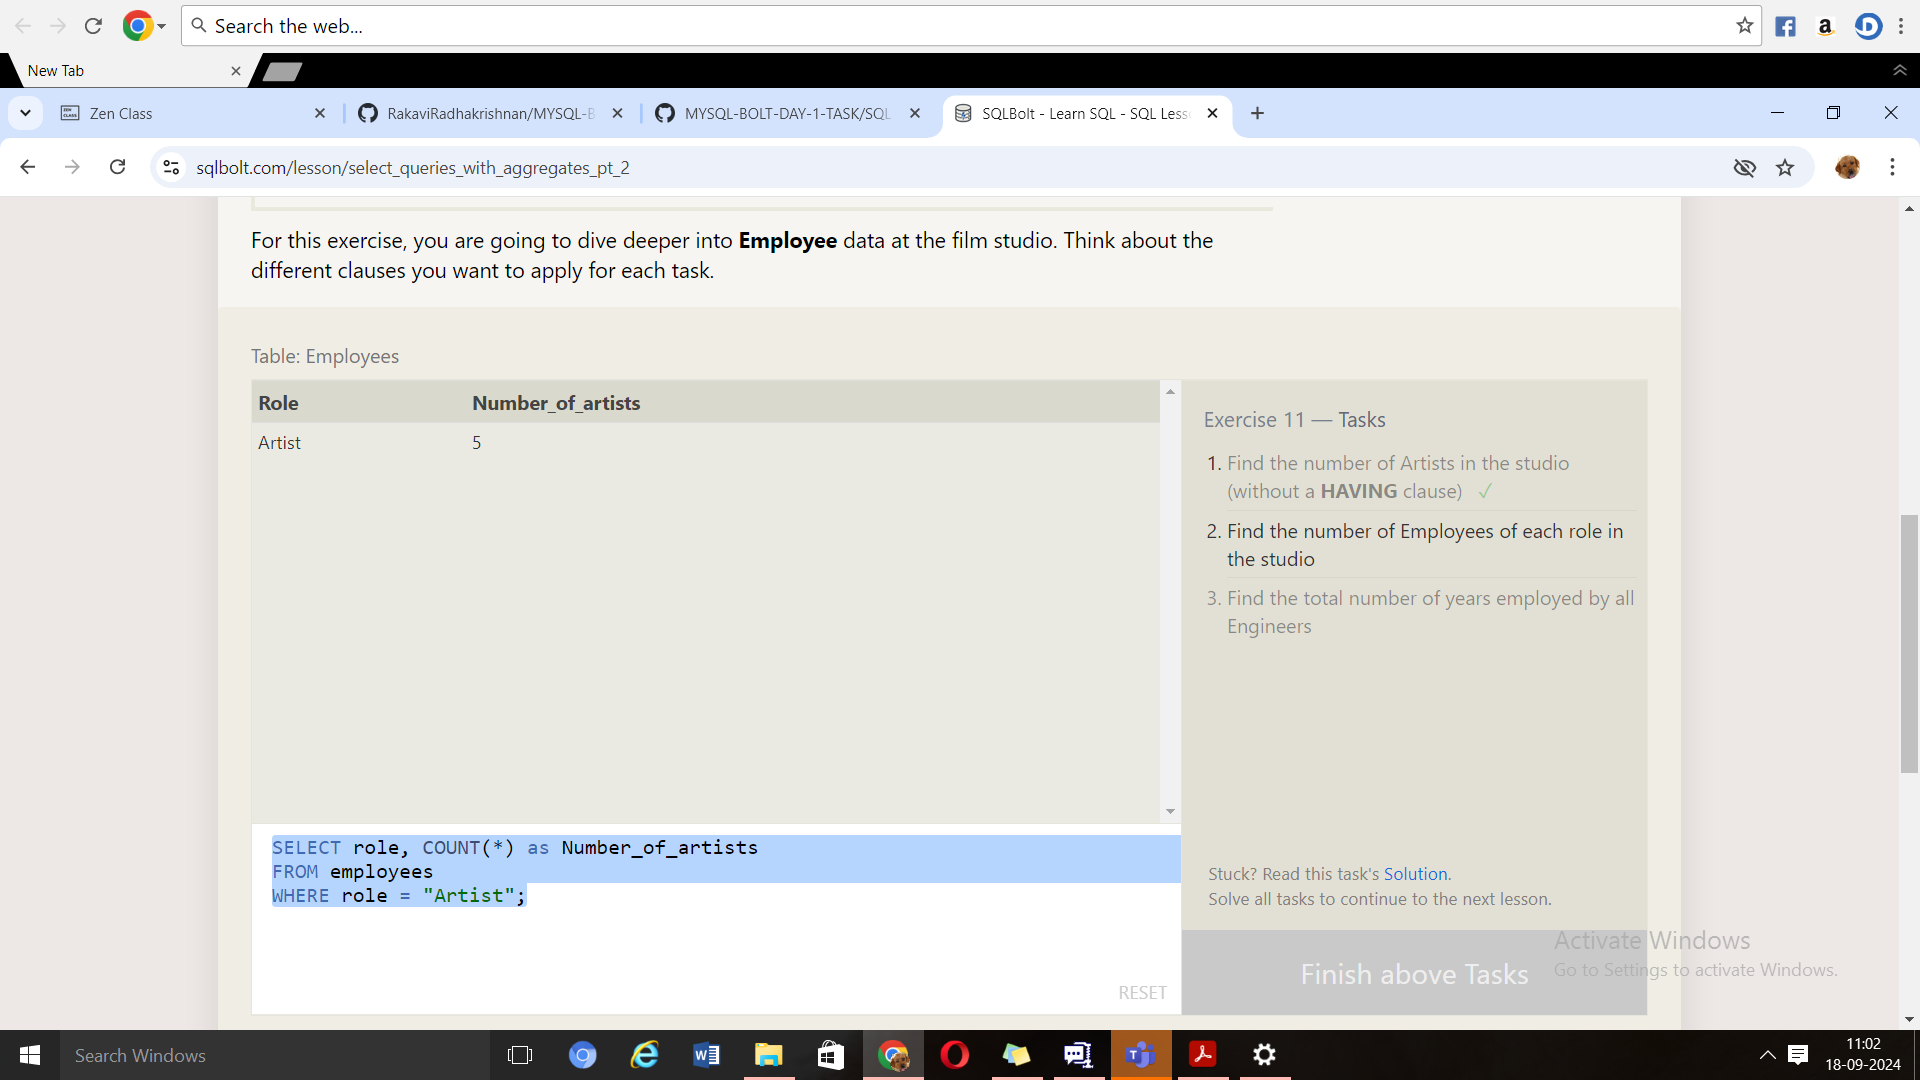 Search the web...
New Tab
Zen Class
RakaviRadhakrishnan/MYSQL-B
MYSQL-BOLT-DAY-1-TASK/SQL
SQLBolt - Learn SQL - SQL Less
sqlbolt.com/lesson/select_queries_with_aggregates_pt_2
For this exercise, you are going to dive deeper into Employee data at the film studio. Think about the
different clauses you want to apply for each task.
Table: Employees
Role Number_of_artists
Artist 5
Exercise 11 — Tasks
1. Find the number of Artists in the studio
(without a HAVING clause) ✓
2. Find the number of Employees of each role in
the studio
3. Find the total number of years employed by all
Engineers
SELECT role, COUNT(*) as Number_of_artists
FROM employees
WHERE role = "Artist";
RESET
Stuck? Read this task's Solution.
Solve all tasks to continue to the next lesson.
Finish above Tasks
Activate Windows
Go to Settings to activate Windows.
Search Windows
11:02
18-09-2024